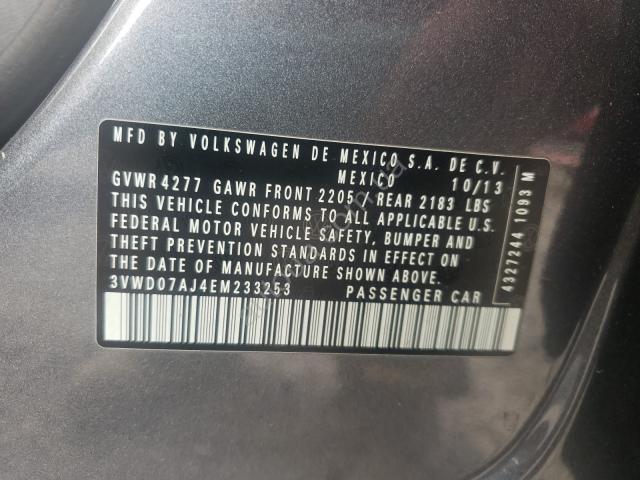 MFD BY VOLKSWAGEN DE MEXICO S.A. DE C.V.
MEXICO 10/13
GVWR 4277 GAWR FRONT 2205 / REAR 2183 LBS
THIS VEHICLE CONFORMS TO ALL APPLICABLE U.S.
FEDERAL MOTOR VEHICLE SAFETY, BUMPER AND
THEFT PREVENTION STANDARDS IN EFFECT ON
THE DATE OF MANUFACTURE SHOWN ABOVE.
3VWD07AJ4EM233253 PASSENGER CAR
4327244 1093 M